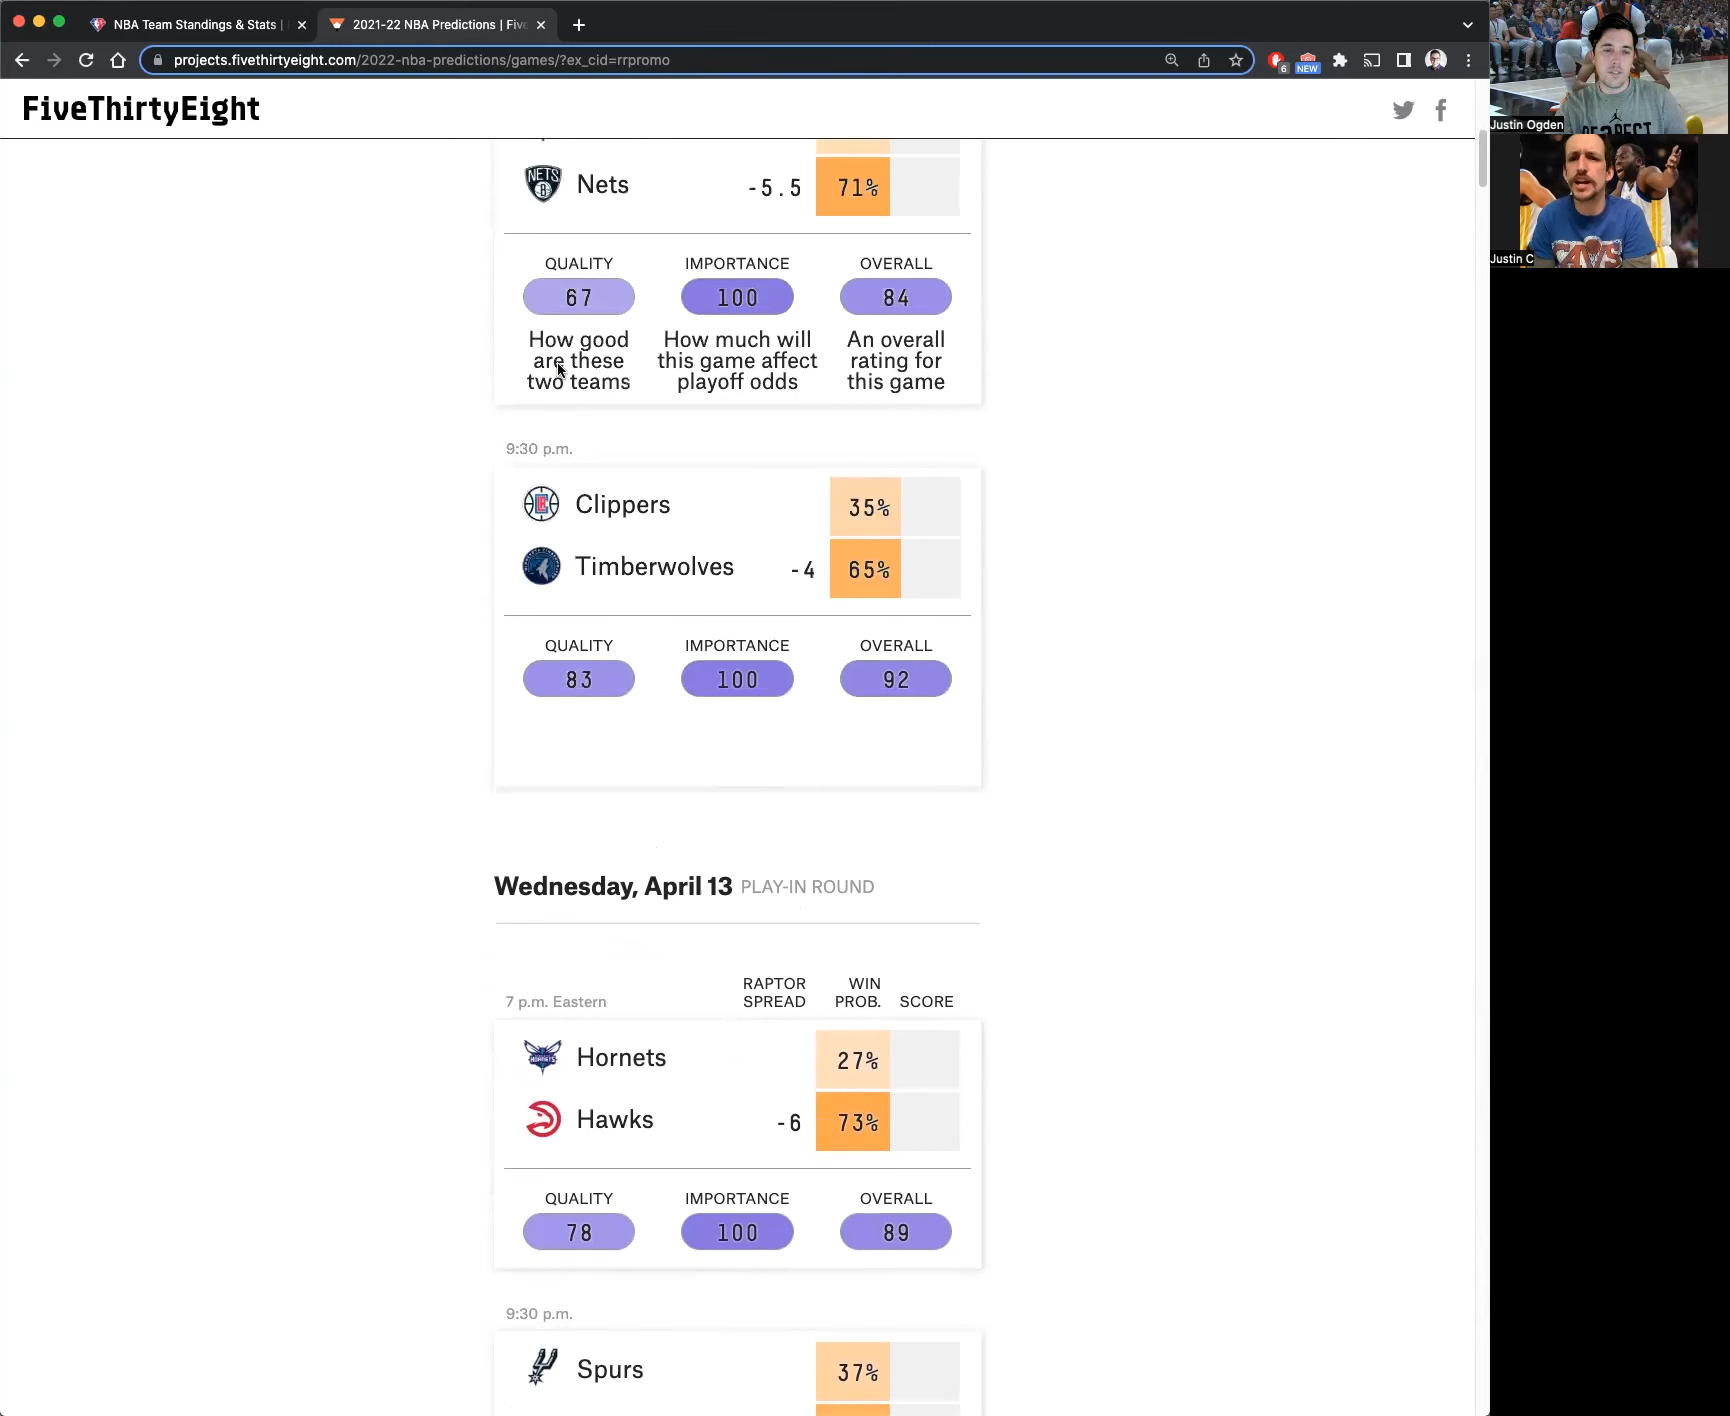 NBA Team Standings & Stats |
2021-22 NBA Predictions | Five
projects.fivethirtyeight.com/2022-nba-predictions/games/?ex_cid=rrpromo
6
NEW
FiveThirtyEight
Justin Ogden
Justin C
NETS
B
Nets -5.5 71%
QUALITY IMPORTANCE OVERALL
67 100 84
How good How much will An overall
are these this game affect rating for
two teams playoff odds this game
9:30 p.m.
Clippers 35%
Timberwolves -4 65%
QUALITY IMPORTANCE OVERALL
83 100 92
Wednesday, April 13 PLAY-IN ROUND
RAPTOR WIN
7 p.m. Eastern SPREAD PROB. SCORE
Hornets 27%
Hawks -6 73%
QUALITY IMPORTANCE OVERALL
78 100 89
9:30 p.m.
Spurs 37%
CAVS